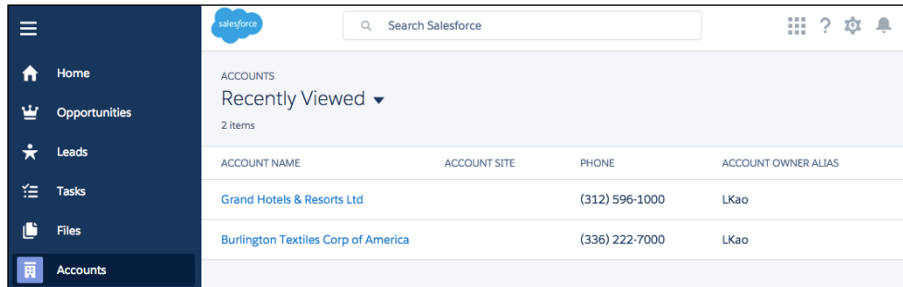 salesforce
Search Salesforce
Home
Opportunities
Leads
Tasks
Files
Accounts
ACCOUNTS
Recently Viewed
2 items
ACCOUNT NAME ACCOUNT SITE PHONE ACCOUNT OWNER ALIAS
Grand Hotels & Resorts Ltd (312) 596-1000 LKao
Burlington Textiles Corp of America (336) 222-7000 LKao